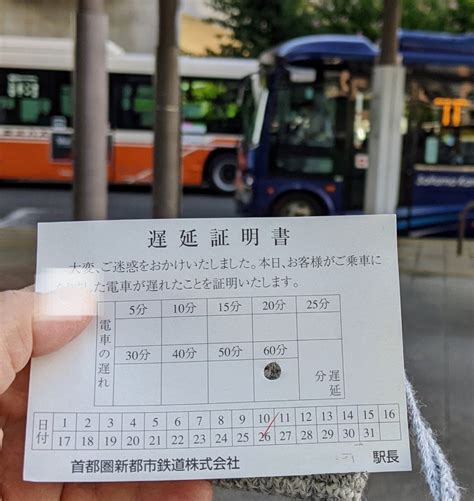 遅延証明書
大変、ご迷惑をおかけいたしました。本日、お客様がご乗車に
した電車が遅れたことを証明いたします。
電車の遅れ
5分 10分 15分 20分 25分
30分 40分 50分 60分
遅延 分
日付
1 2 3 4 5 6 7 8 9 10 11 12 13 14 15 16
17 18 19 20 21 22 23 24 25 26 27 28 29 30 31
首都圏新都市鉄道株式会社
駅長